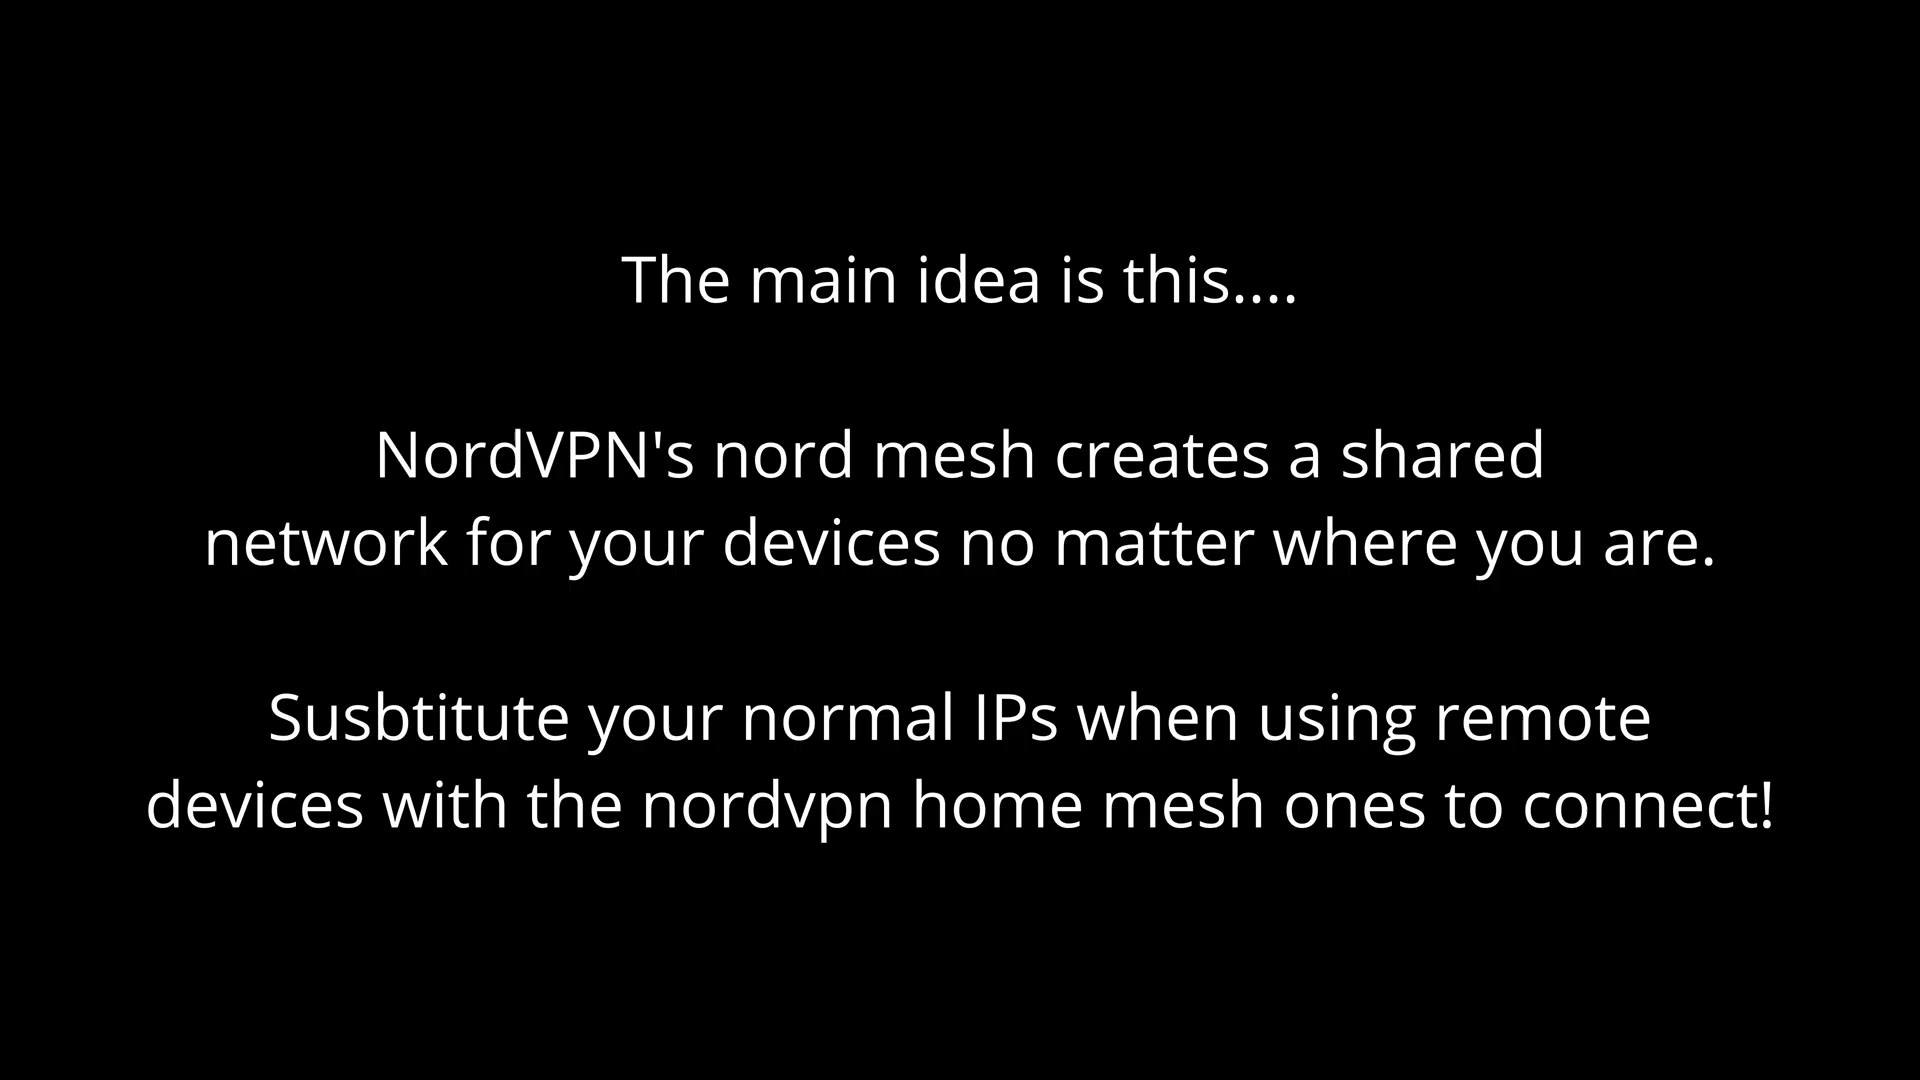 The main idea is this....
NordVPN's nord mesh creates a shared
network for your devices no matter where you are.
Susbtitute your normal IPs when using remote
devices with the nordvpn home mesh ones to connect!